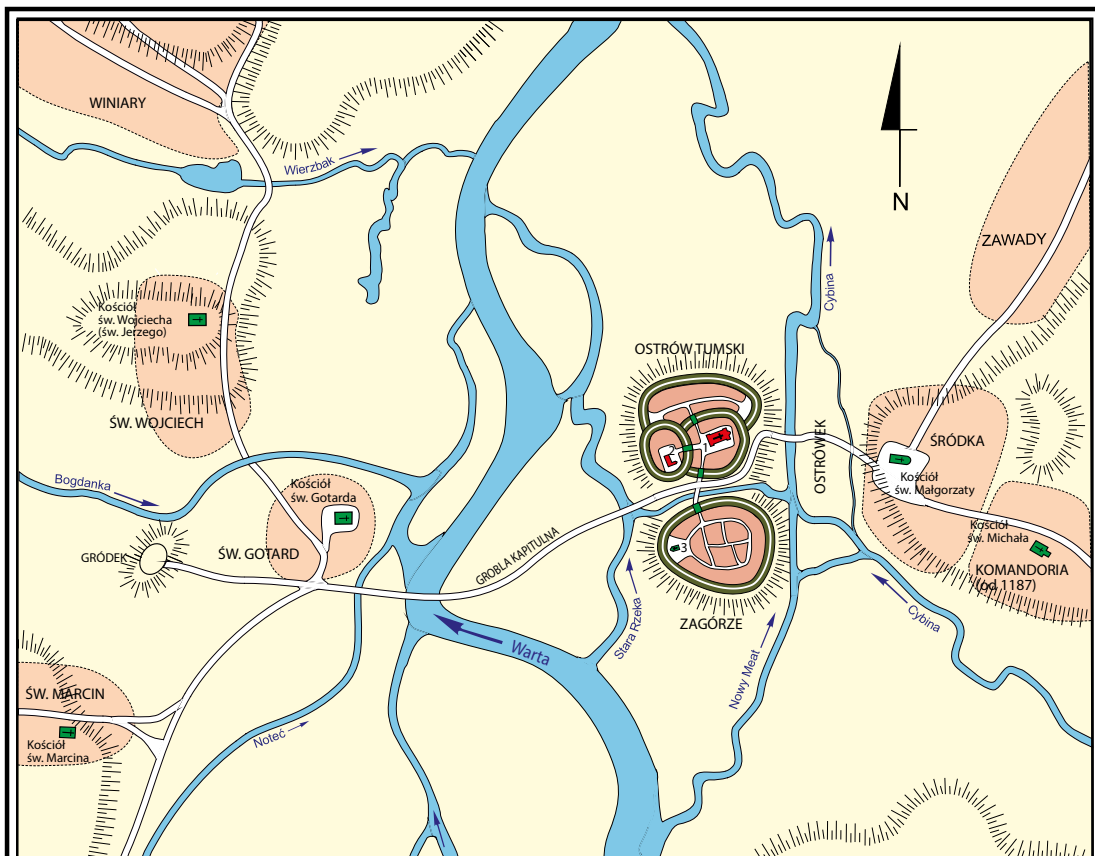 WINIARY
Wierzbak
N
ZAWADY
Cybina
Kościół
św. Wojciecha
(św. Jerzego)
OSTRÓW TUMSKI
ŚW. WOJCIECH
OSTRÓWEK
ŚRÓDKA
Kościół
św. Małgorzaty
2
1
Bogdanka
Kościół
św. Gotarda
GRÓDEK
ŚW. GOTARD
GROBLA KAPITULNA
3
Kościół
św. Michała
KOMANDORIA
(od 1187)
ZAGÓRZE
Stara Rzeka
Cybina
Warta
Nowy Meat
ŚW. MARCIN
Noteć
Kościół
św. Marcina